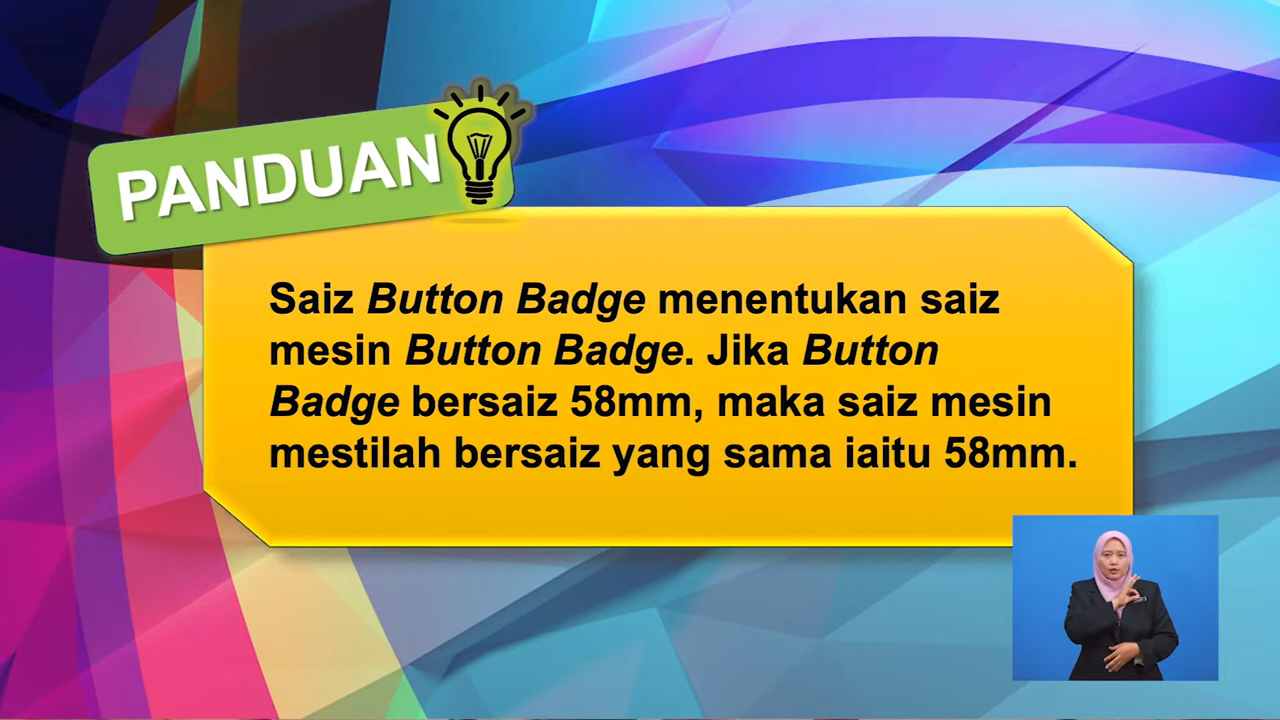 PANDUAN
Saiz Button Badge menentukan saiz
mesin Button Badge. Jika Button
Badge bersaiz 58mm, maka saiz mesin
mestilah bersaiz yang sama iaitu 58mm.